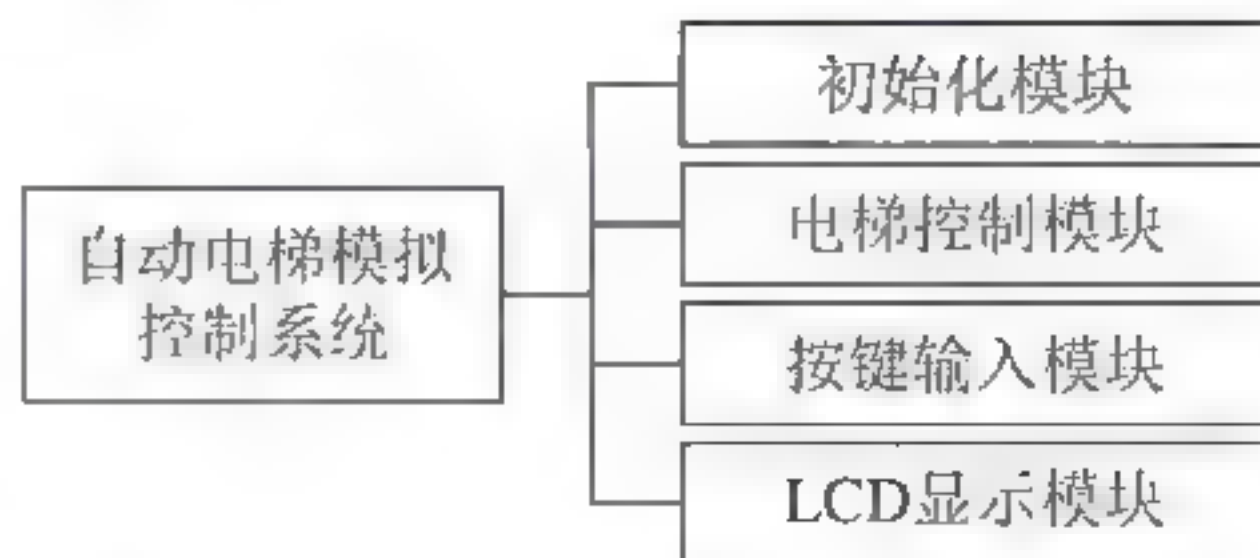 初始化模块
电梯控制模块
自动电梯模拟
控制系统
按键输入模块
LCD显示模块